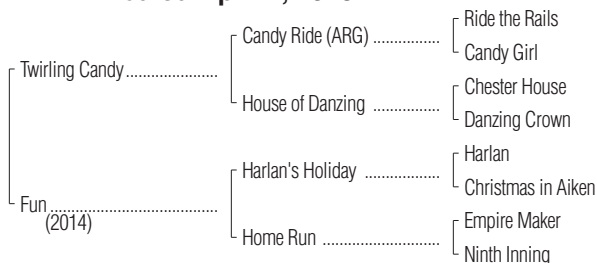 Ride the Rails
Candy Ride (ARG) ................
Candy Girl
Twirling Candy......................
Chester House
House of Danzing ................
Danzing Crown
Harlan
Harlan's Holiday ..................
Christmas in Aiken
Fun........................................
(2014)
Empire Maker
Home Run ............................
Ninth Inning